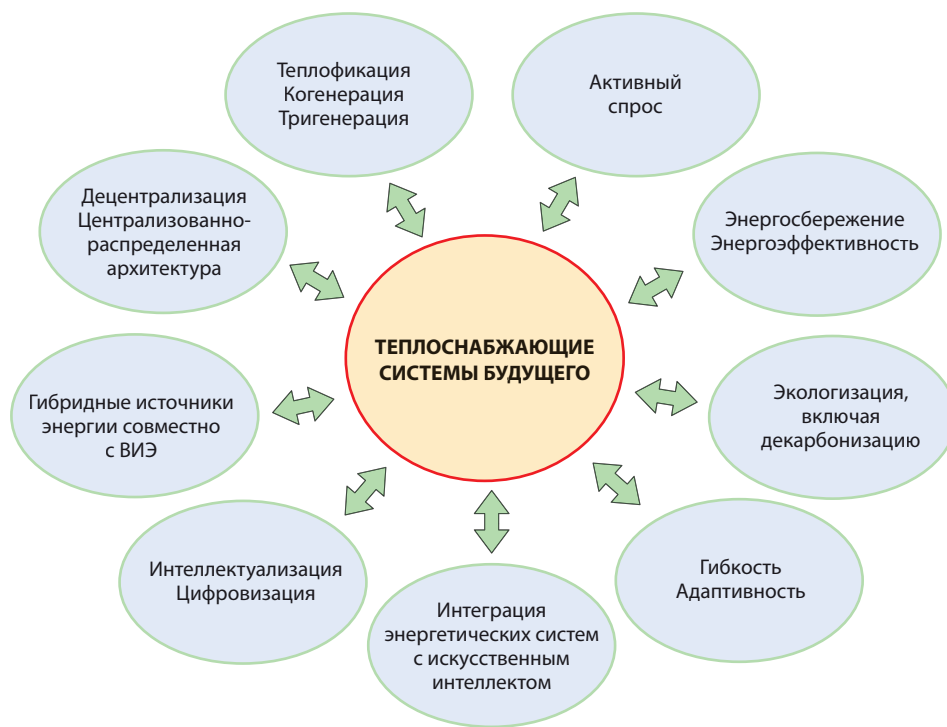 Теплофикация
Когенерация
Тригенерация
Активный
спрос
Децентрализация
Централизованно-
распределенная
архитектура
Энергосбережение
Энергоэффективность
ТЕПЛОСНАБЖАЮЩИЕ
СИСТЕМЫ БУДУЩЕГО
Гибридные источники
энергии совместно
с ВИЭ
Экологизация,
включая
декарбонизацию
Интеллектуализация
Цифровизация
Гибкость
Адаптивность
Интеграция
энергетических систем
с искусственным
интеллектом